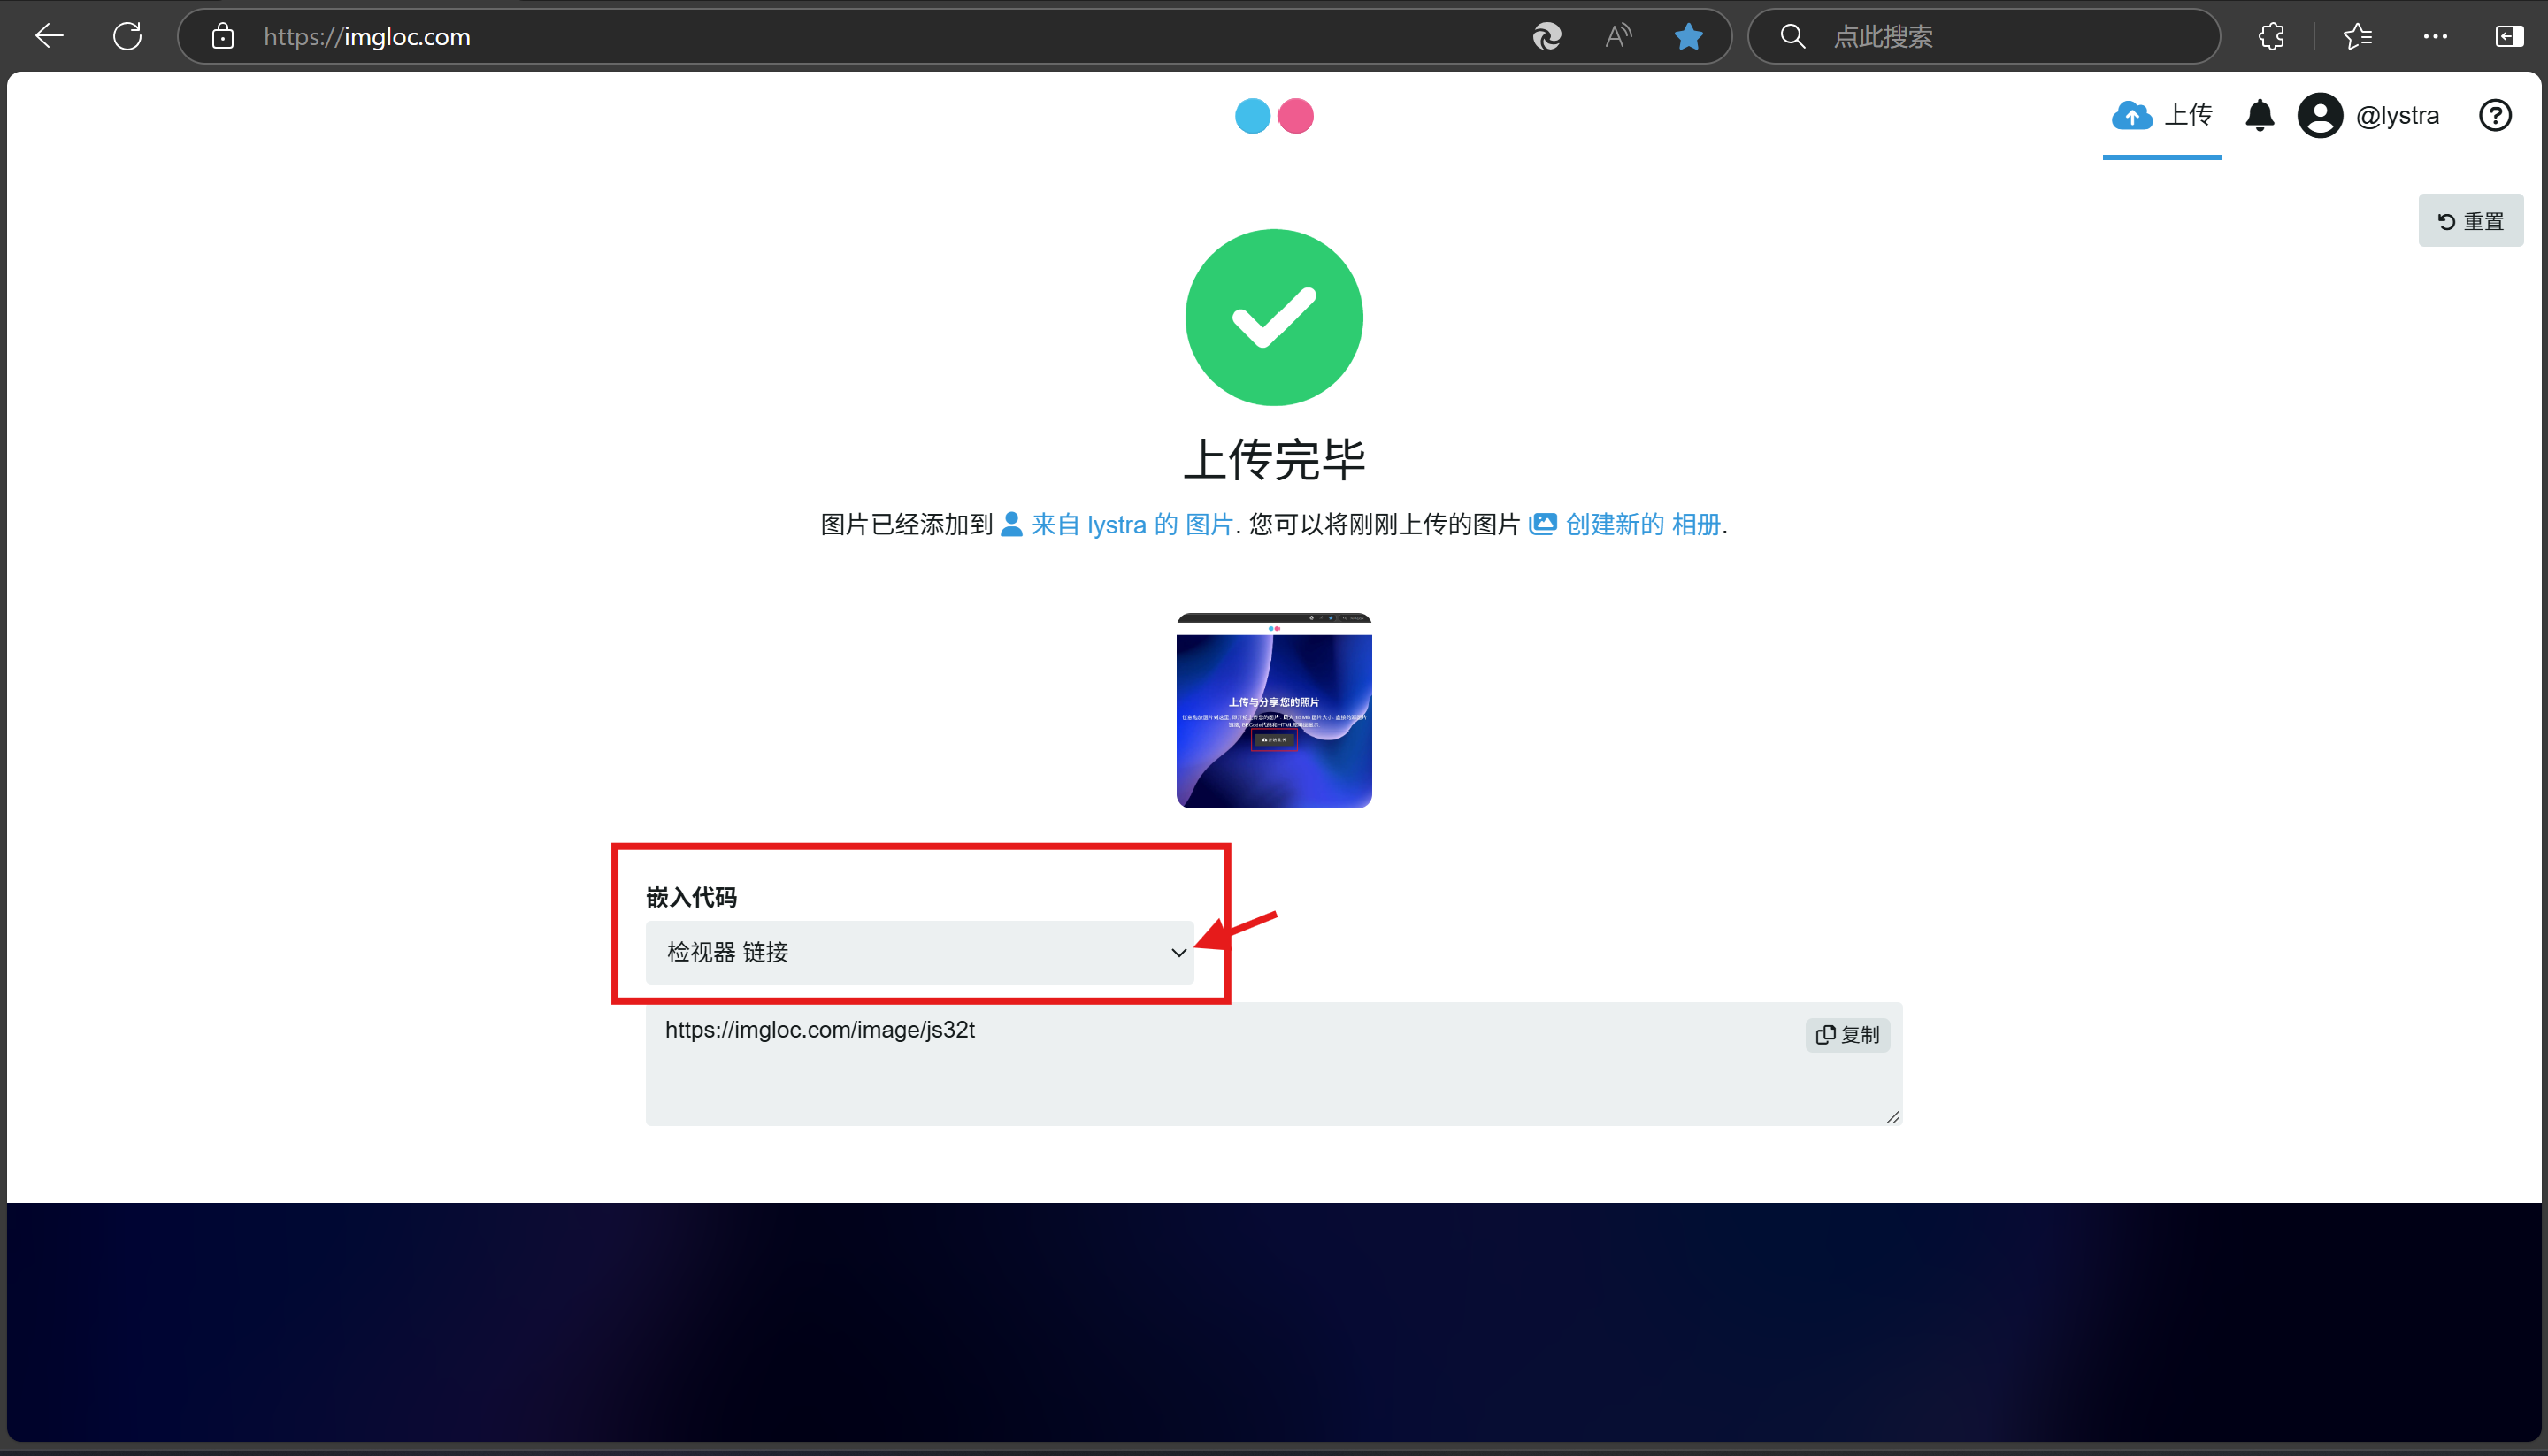 https://imgloc.com
点此搜索
上传
@lystra
重置
上传完毕
图片已经添加到 来自 lystra 的 图片. 您可以将刚刚上传的图片 创建新的 相册.
上传与分享您的照片
嵌入代码
检视器 链接
https://imgloc.com/image/js32t
复制